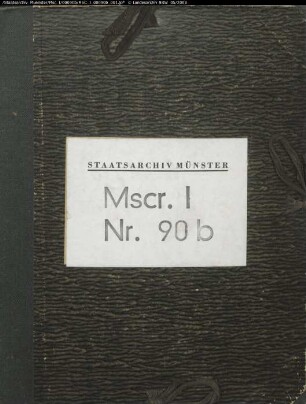 STAATSARCHIV MÜNSTER
Mscr. I
Nr. 90 b